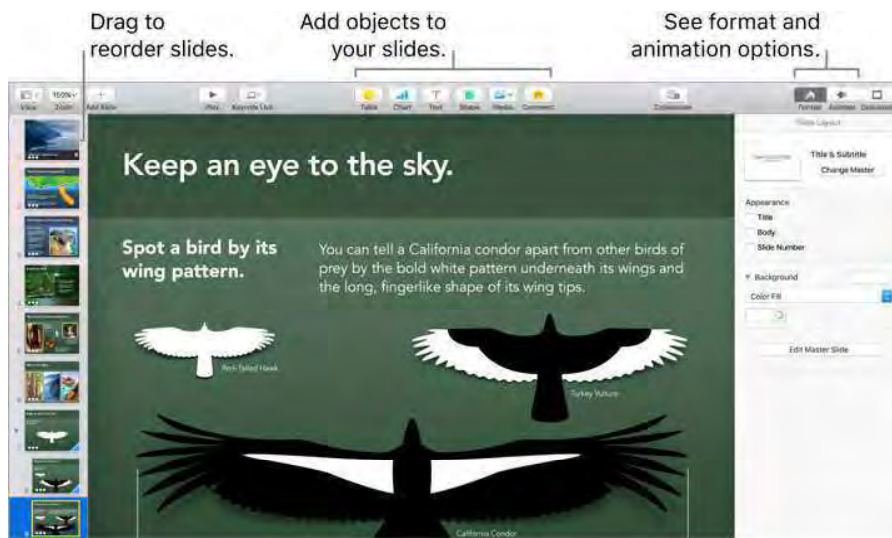 Drag to
reorder slides.
Add objects to
your slides.
See format and
animation options.
View
Zoom
Add Slide
Play
Keynote Live
Table
Chart
Text
Shape
Media
Comment
Collaborate
Format
Animate
Document
150%
Slide Layout
Title & Subtitle
Change Master
Appearance
Title
Body
Slide Number
Background
Color Fill
Edit Master Slide
Keep an eye to the sky.
Spot a bird by its
wing pattern.
You can tell a California condor apart from other birds of
prey by the bold white pattern underneath its wings and
the long, fingerlike shape of its wing tips.
Red-Tailed Hawk
Turkey Vulture
California Condor